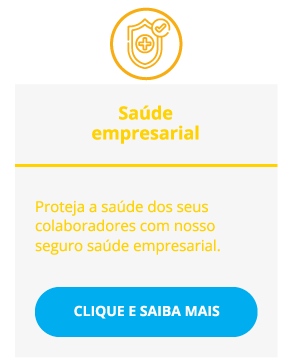 Saúde
empresarial
Proteja a saúde dos seus
colaboradores com nosso
seguro saúde empresarial.
CLIQUE E SAIBA MAIS